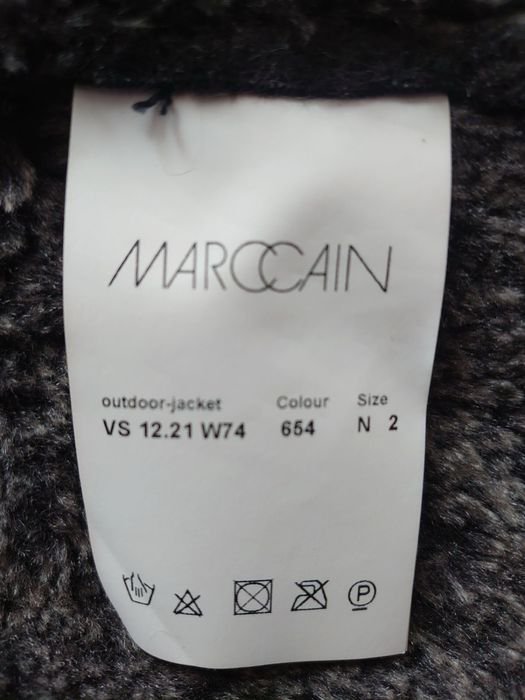 MARCCAIN
outdoor-jacket Colour Size
VS 12.21 W74 654 N 2
P